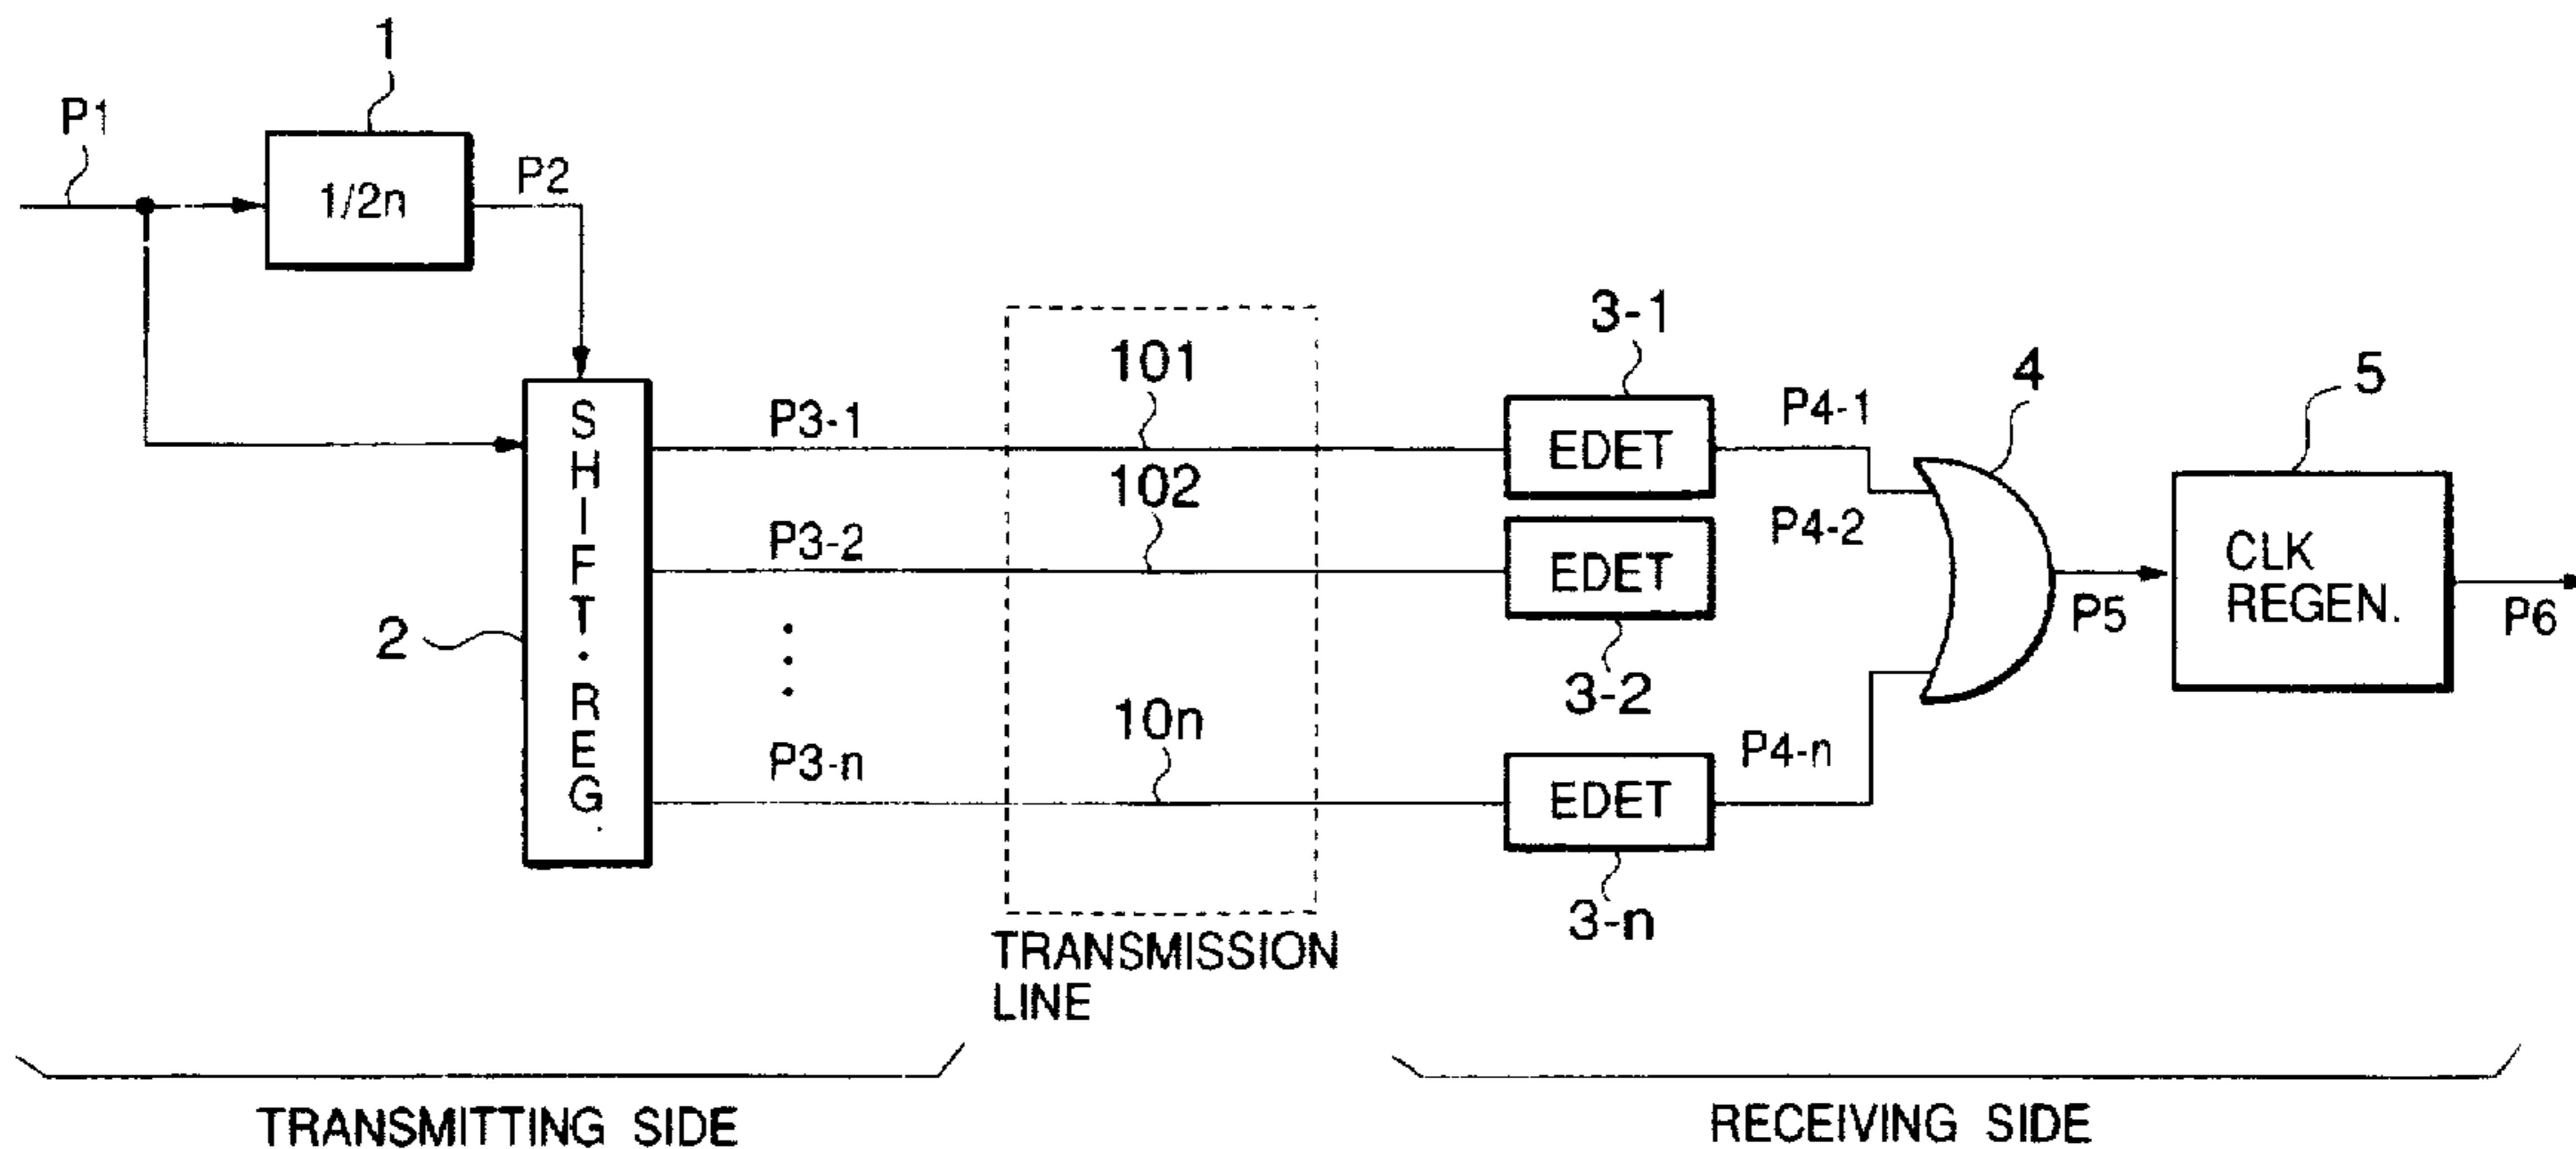 1
P1
1/2n
P2
2
SHIFT·REG.
P3-1
P3-2
P3-n
101
102
10n
TRANSMISSION
LINE
3-1
EDET
EDET
3-2
EDET
3-n
P4-1
P4-2
P4-n
4
P5
5
CLK
REGEN.
P6
TRANSMITTING SIDE
RECEIVING SIDE